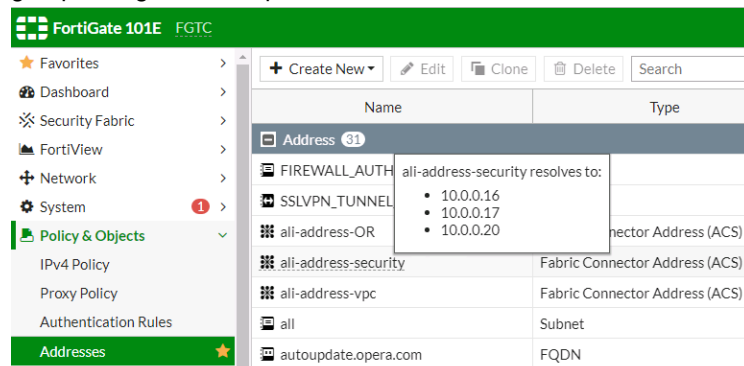 FortiGate 101E FGTC
Favorites
Dashboard
Security Fabric
FortiView
Network
System 1
Policy & Objects
IPv4 Policy
Proxy Policy
Authentication Rules
Addresses
+ Create New Edit Clone Delete Search
Name Type
Address 31
FIREWALL_AUTH
SSLVPN_TUNNEL_
ali-address-security resolves to:
• 10.0.0.16
• 10.0.0.17
• 10.0.0.20
ali-address-OR nnector Address (ACS)
ali-address-security Fabric Connector Address (ACS)
ali-address-vpc Fabric Connector Address (ACS)
all Subnet
autoupdate.opera.com FQDN